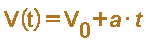 V(t) = V₀ + a · t